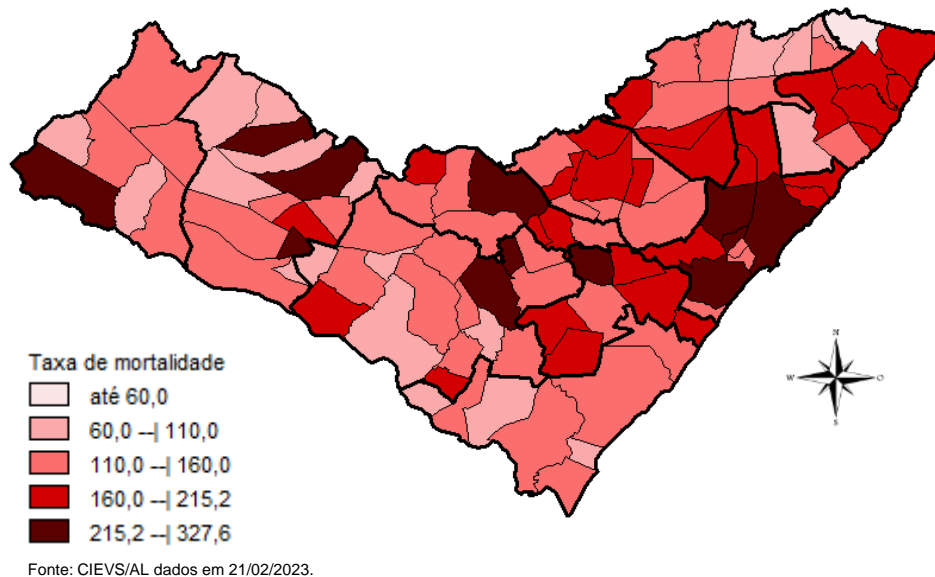 N
W
O
S
Taxa de mortalidade
até 60,0
60,0 --| 110,0
110,0 --| 160,0
160,0 --| 215,2
215,2 --| 327,6
Fonte: CIEVS/AL dados em 21/02/2023.